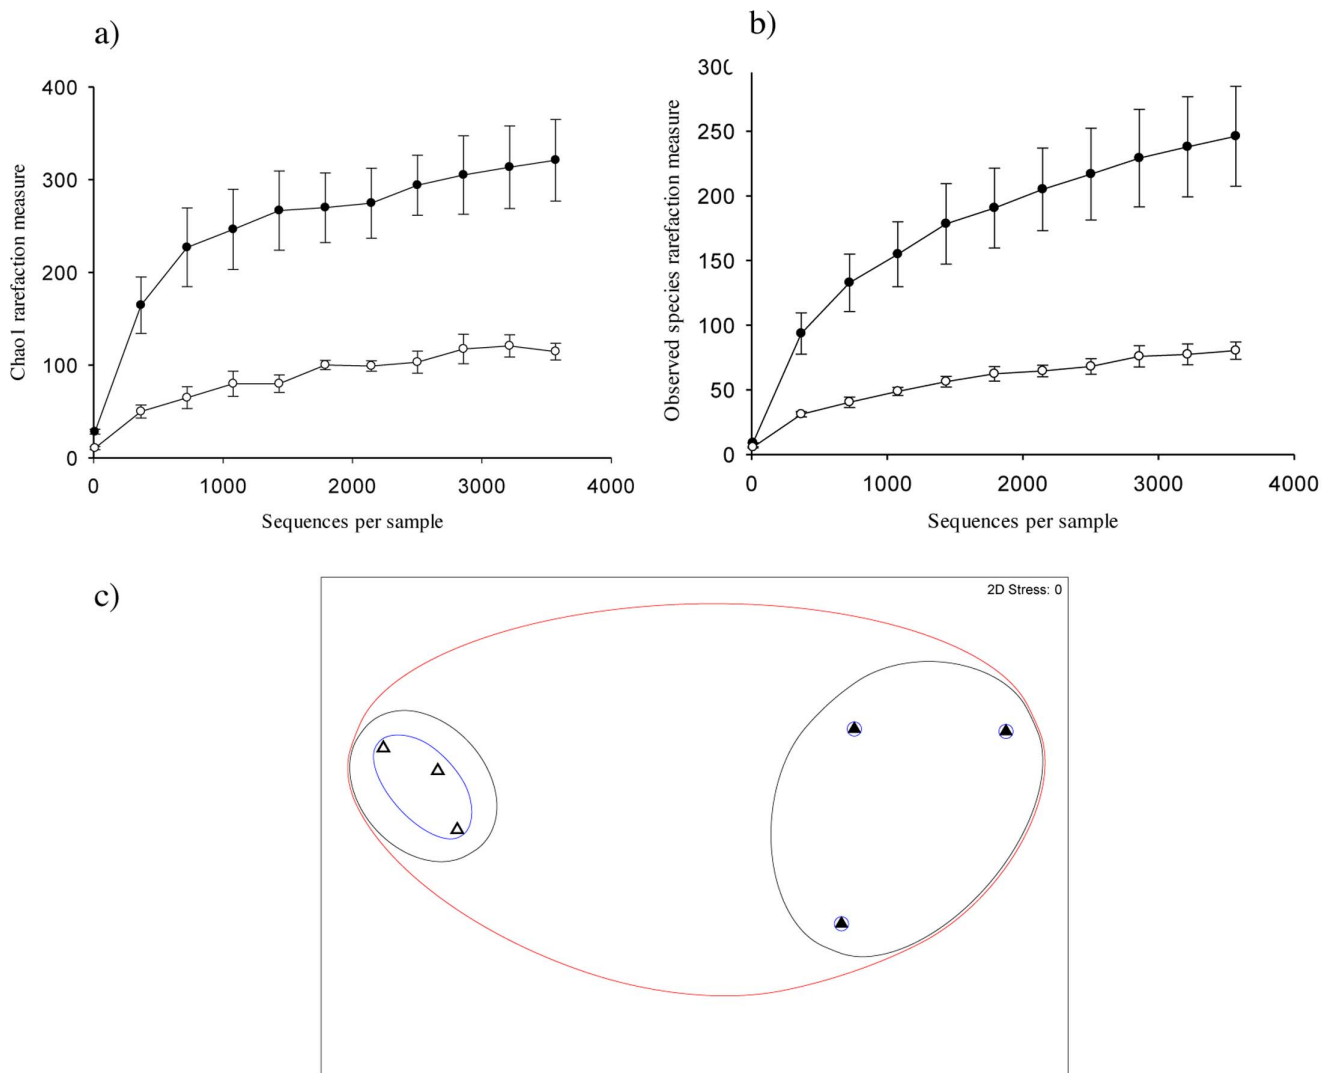 a)
400
300
200
100
0
0 1000 2000 3000 4000
Chao1 rarefaction measure
Sequences per sample
b)
300
250
200
150
100
50
0
0 1000 2000 3000 4000
Observed species rarefaction measure
Sequences per sample
c)
2D Stress: 0